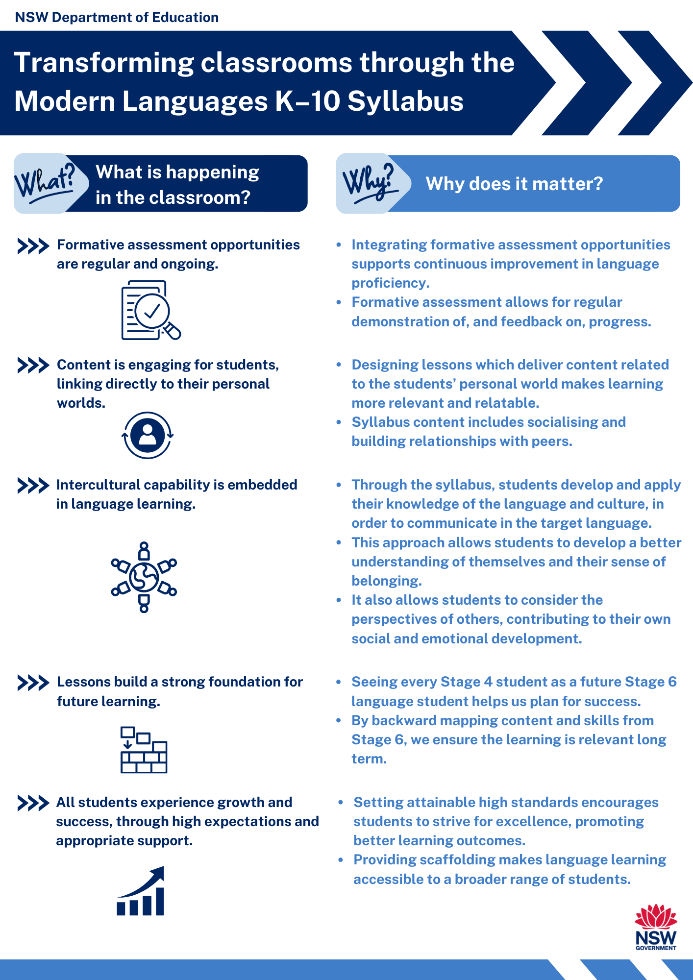 NSW Department of Education
Transforming classrooms through the
Modern Languages K–10 Syllabus
What?
What is happening
in the classroom?
Why?
Why does it matter?
Formative assessment opportunities
are regular and ongoing.
• Integrating formative assessment opportunities
supports continuous improvement in language
proficiency.
• Formative assessment allows for regular
demonstration of, and feedback on, progress.
Content is engaging for students,
linking directly to their personal
worlds.
• Designing lessons which deliver content related
to the students’ personal world makes learning
more relevant and relatable.
• Syllabus content includes socialising and
building relationships with peers.
Intercultural capability is embedded
in language learning.
• Through the syllabus, students develop and apply
their knowledge of the language and culture, in
order to communicate in the target language.
• This approach allows students to develop a better
understanding of themselves and their sense of
belonging.
• It also allows students to consider the
perspectives of others, contributing to their own
social and emotional development.
Lessons build a strong foundation for
future learning.
• Seeing every Stage 4 student as a future Stage 6
language student helps us plan for success.
• By backward mapping content and skills from
Stage 6, we ensure the learning is relevant long
term.
All students experience growth and
success, through high expectations and
appropriate support.
• Setting attainable high standards encourages
students to strive for excellence, promoting
better learning outcomes.
• Providing scaffolding makes language learning
accessible to a broader range of students.
NSW
GOVERNMENT